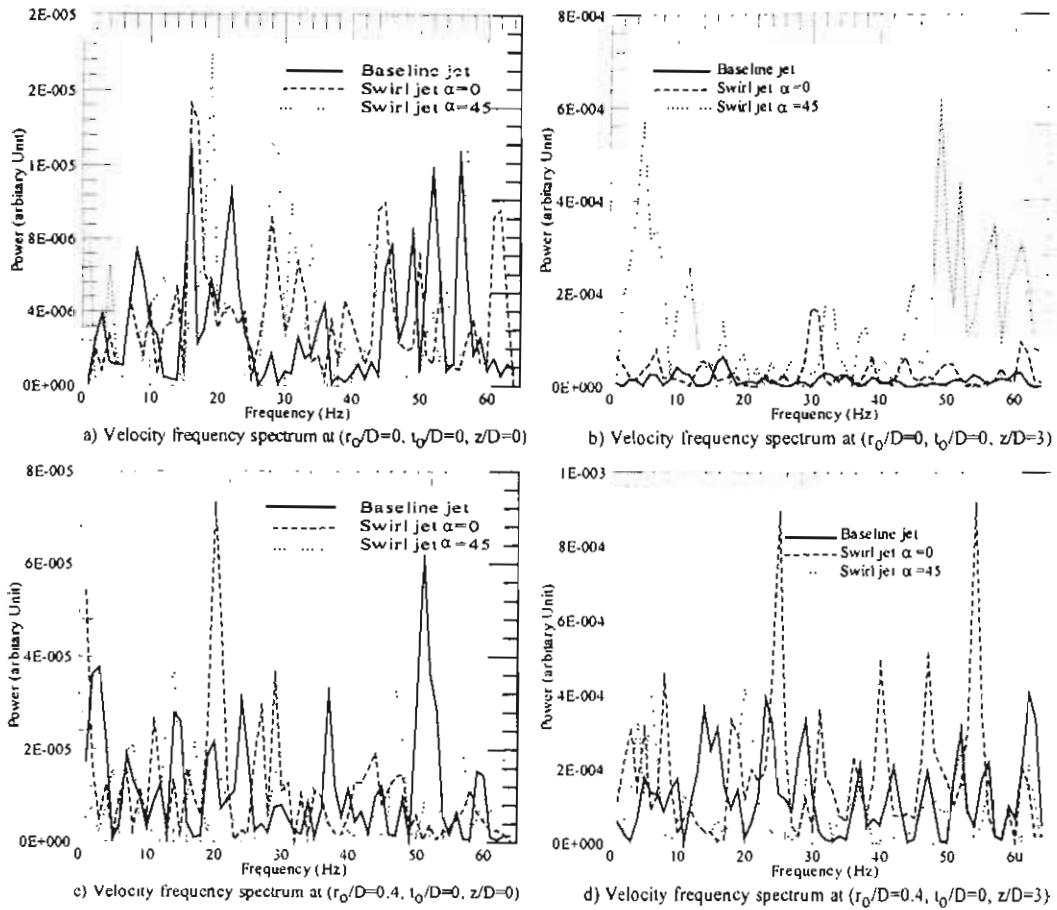 2E-005
2E-005
1E-005
8E-006
4E-006
0E+000
Power (arbitary Unit)
Baseline jet
Swirl jet α=0
Swirl jet α=45
0 10 20 30 40 50 60
Frequency (Hz)
a) Velocity frequency spectrum at (r0/D=0, t0/D=0, z/D=0)
8E-004
6E-004
4E-004
2E-004
0E+000
Power (arbitary Unit)
Baseline jet
Swirl jet α=0
Swirl jet α=45
0 10 20 30 40 50 60
Frequency (Hz)
b) Velocity frequency spectrum at (r0/D=0, t0/D=0, z/D=3)
8E-005
6E-005
4E-005
2E-005
0E+000
Power (arbitary Unit)
Baseline jet
Swirl jet α=0
Swirl jet α=45
0 10 20 30 40 50 60
Frequency (Hz)
c) Velocity frequency spectrum at (r0/D=0.4, t0/D=0, z/D=0)
1E-003
8E-004
6E-004
4E-004
2E-004
0E+000
Power (arbitary Unit)
Baseline jet
Swirl jet α=0
Swirl jet α=45
0 10 20 30 40 50 60
Frequency (Hz)
d) Velocity frequency spectrum at (r0/D=0.4, t0/D=0, z/D=3}